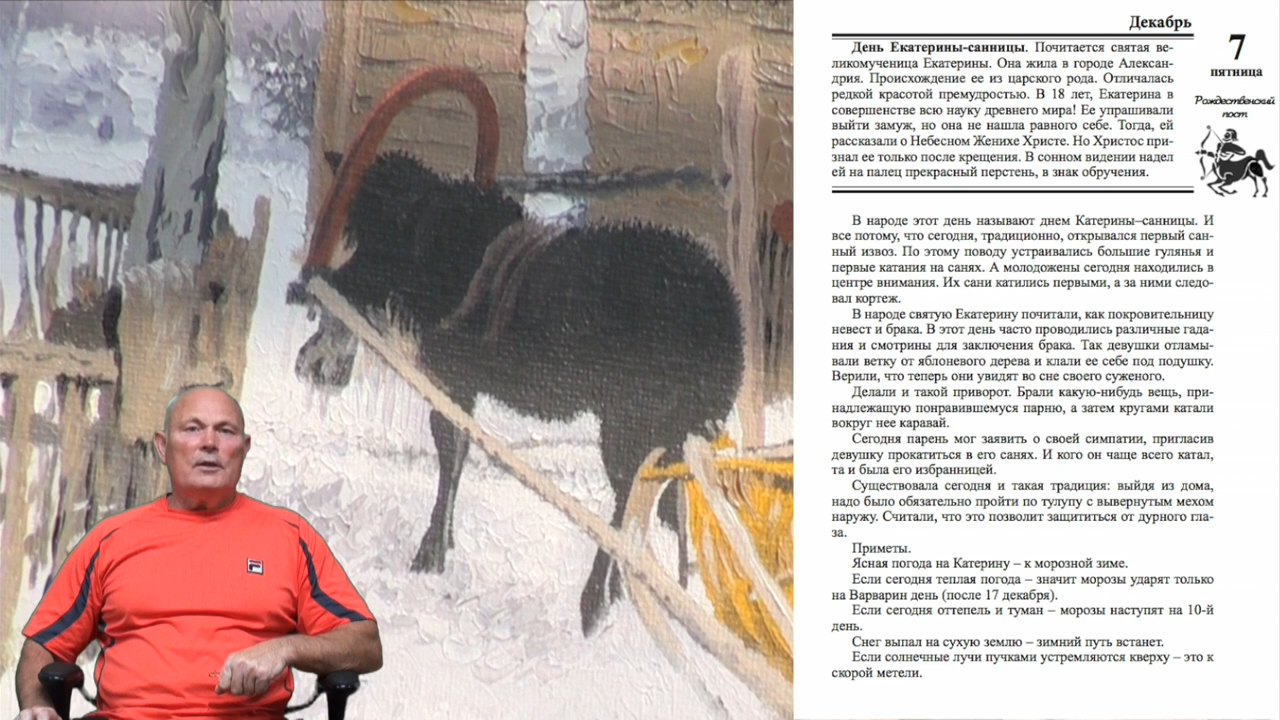 Декабрь
7
пятница
Рождественский
пост
День Екатерины-санницы. Почитается святая ве-
ликомученица Екатерины. Она жила в городе Алексан-
дрия. Происхождение ее из царского рода. Отличалась
редкой красотой премудростью. В 18 лет, Екатерина в
совершенстве всю науку древнего мира! Ее упрашивали
выйти замуж, но она не нашла равного себе. Тогда, ей
рассказали о Небесном Женихе Христе. Но Христос при-
знал ее только после крещения. В сонном видении надел
ей на палец прекрасный перстень, в знак обручения.
В народе этот день называют днем Катерины–санницы. И
все потому, что сегодня, традиционно, открывался первый сан-
ный извоз. По этому поводу устраивались большие гулянья и
первые катания на санях. А молодожены сегодня находились в
центре внимания. Их сани катились первыми, а за ними следо-
вал кортеж.
В народе святую Екатерину почитали, как покровительницу
невест и брака. В этот день часто проводились различные гада-
ния и смотрины для заключения брака. Так девушки отламы-
вали ветку от яблоневого дерева и клали ее себе под подушку.
Верили, что теперь они увидят во сне своего суженого.
Делали и такой приворот. Брали какую-нибудь вещь, при-
надлежащую понравившемуся парню, а затем кругами катали
вокруг нее каравай.
Сегодня парень мог заявить о своей симпатии, пригласив
девушку прокатиться в его санях. И кого он чаще всего катал,
та и была его избранницей.
Существовала сегодня и такая традиция: выйдя из дома,
надо было обязательно пройти по тулупу с вывернутым мехом
наружу. Считали, что это позволит защититься от дурного гла-
за.
Приметы.
Ясная погода на Катерину – к морозной зиме.
Если сегодня теплая погода – значит морозы ударят только
на Варварин день (после 17 декабря).
Если сегодня оттепель и туман – морозы наступят на 10-й
день.
Снег выпал на сухую землю – зимний путь встанет.
Если солнечные лучи пучками устремляются кверху – это к
скорой метели.